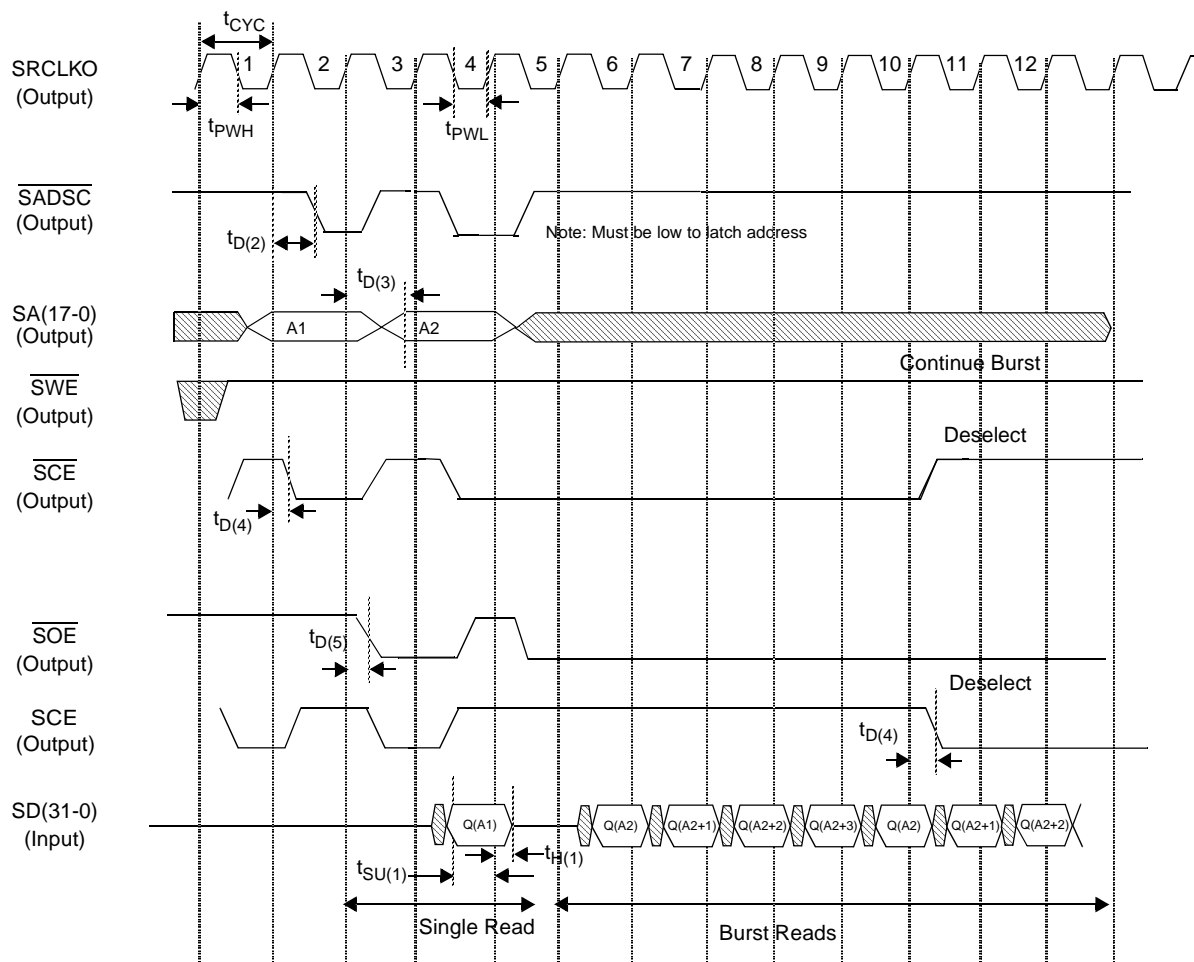 tCYC
SRCLKO
(Output)
1 2 3 4 5 6 7 8 9 10 11 12
tPWH
tPWL
SADSC
(Output)
Note: Must be low to latch address
tD(2)
tD(3)
SA(17-0)
(Output)
A1
A2
Continue Burst
SWE
(Output)
Deselect
SCE
(Output)
tD(4)
SOE
(Output)
tD(5)
Deselect
SCE
(Output)
tD(4)
SD(31-0)
(Input)
Q(A1) Q(A2) Q(A2+1) Q(A2+2) Q(A2+3) Q(A2) Q(A2+1) Q(A2+2)
tH(1)
tSU(1)
Single Read
Burst Reads